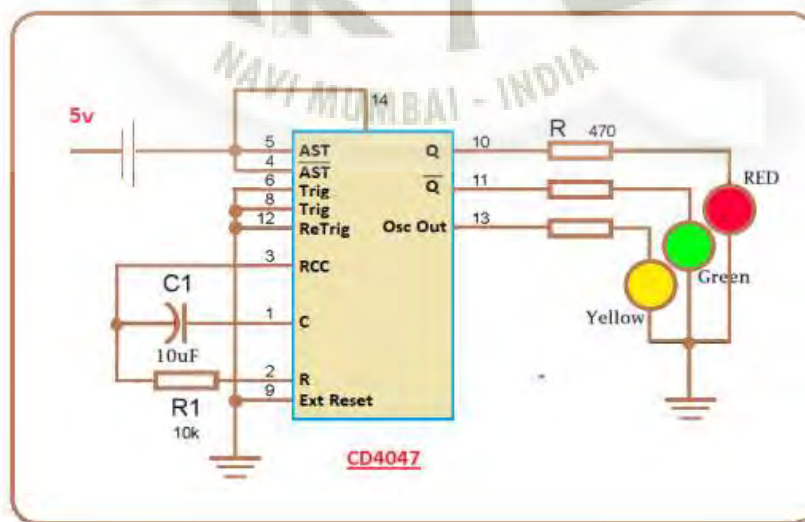 NAVI MUMBAI - INDIA
5v
14
5 AST Q 10 R 470
4 AST
6 Trig Q 11 RED
8 Trig
12 ReTrig Osc Out 13
3 RCC
Green
C1
1 C
Yellow
10uF
2 R
9 Ext Reset
R1
10k
CD4047